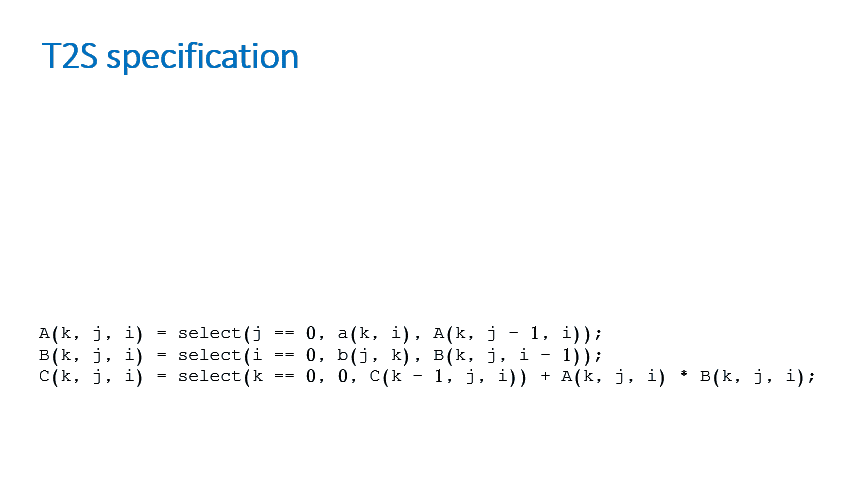 T2S specification
A(k, j, i) = select(j == 0, a(k, i), A(k, j − 1, i));
B(k, j, i) = select(i == 0, b(j, k), B(k, j, i − 1));
C(k, j, i) = select(k == 0, 0, C(k − 1, j, i)) + A(k, j, i) * B(k, j, i);